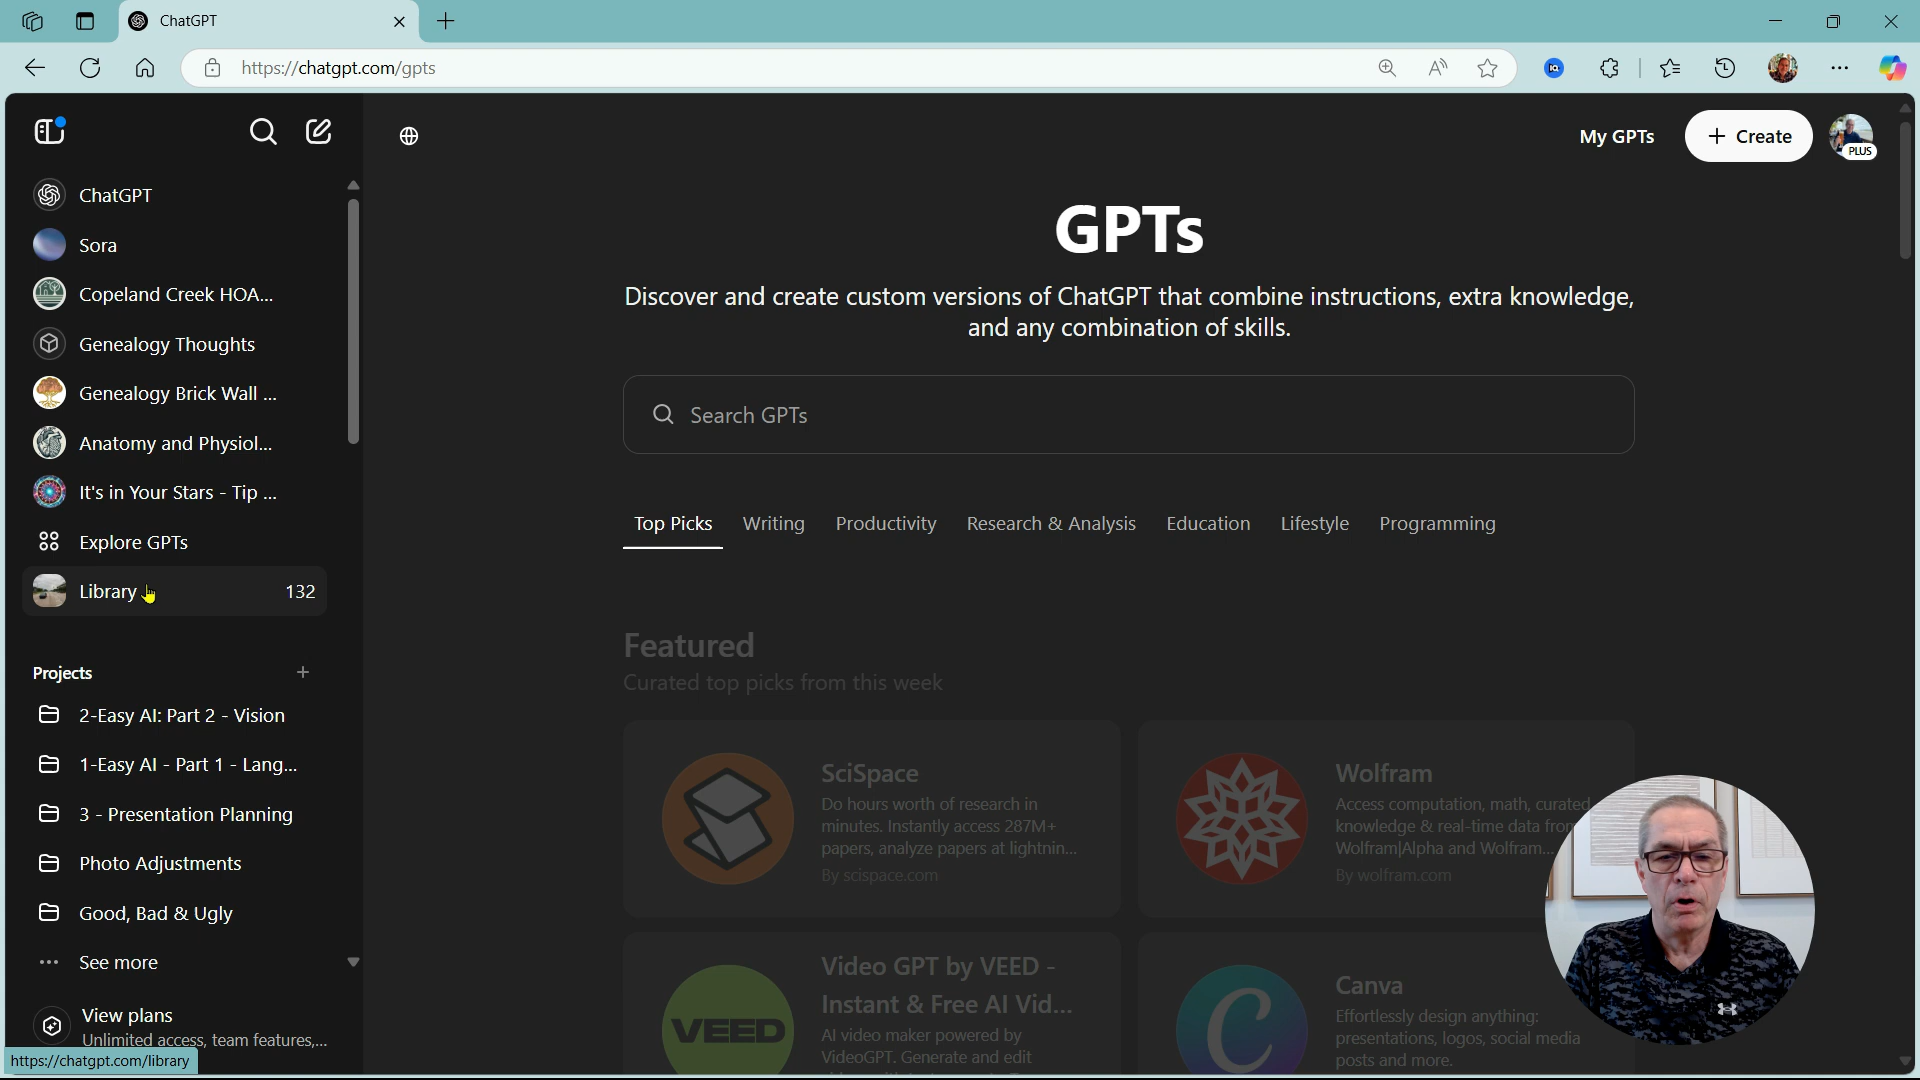 ChatGPT
https://chatgpt.com/gpts
ChatGPT
Sora
Copeland Creek HOA...
Genealogy Thoughts
Genealogy Brick Wall ...
Anatomy and Physiol...
It's in Your Stars - Tip ...
Explore GPTs
Library 132
Projects
2-Easy AI: Part 2 - Vision
1-Easy AI - Part 1 - Lang...
3 - Presentation Planning
Photo Adjustments
Good, Bad & Ugly
See more
View plans
Unlimited access, team features,...
https://chatgpt.com/library
My GPTs
Create
PLUS
GPTs
Discover and create custom versions of ChatGPT that combine instructions, extra knowledge,
and any combination of skills.
Search GPTs
Top Picks Writing Productivity Research & Analysis Education Lifestyle Programming
Featured
Curated top picks from this week
SciSpace
Do hours worth of research in
minutes. Instantly access 287M+
papers, analyze papers at lightnin...
By scispace.com
Wolfram
Access computation, math, curated
knowledge & real-time data from
Wolfram|Alpha and Wolfram...
By wolfram.com
VEED
Video GPT by VEED -
Instant & Free AI Vid...
AI video maker powered by
VideoGPT. Generate and edit
Canva
Effortlessly design anything:
presentations, logos, social media
posts and more.